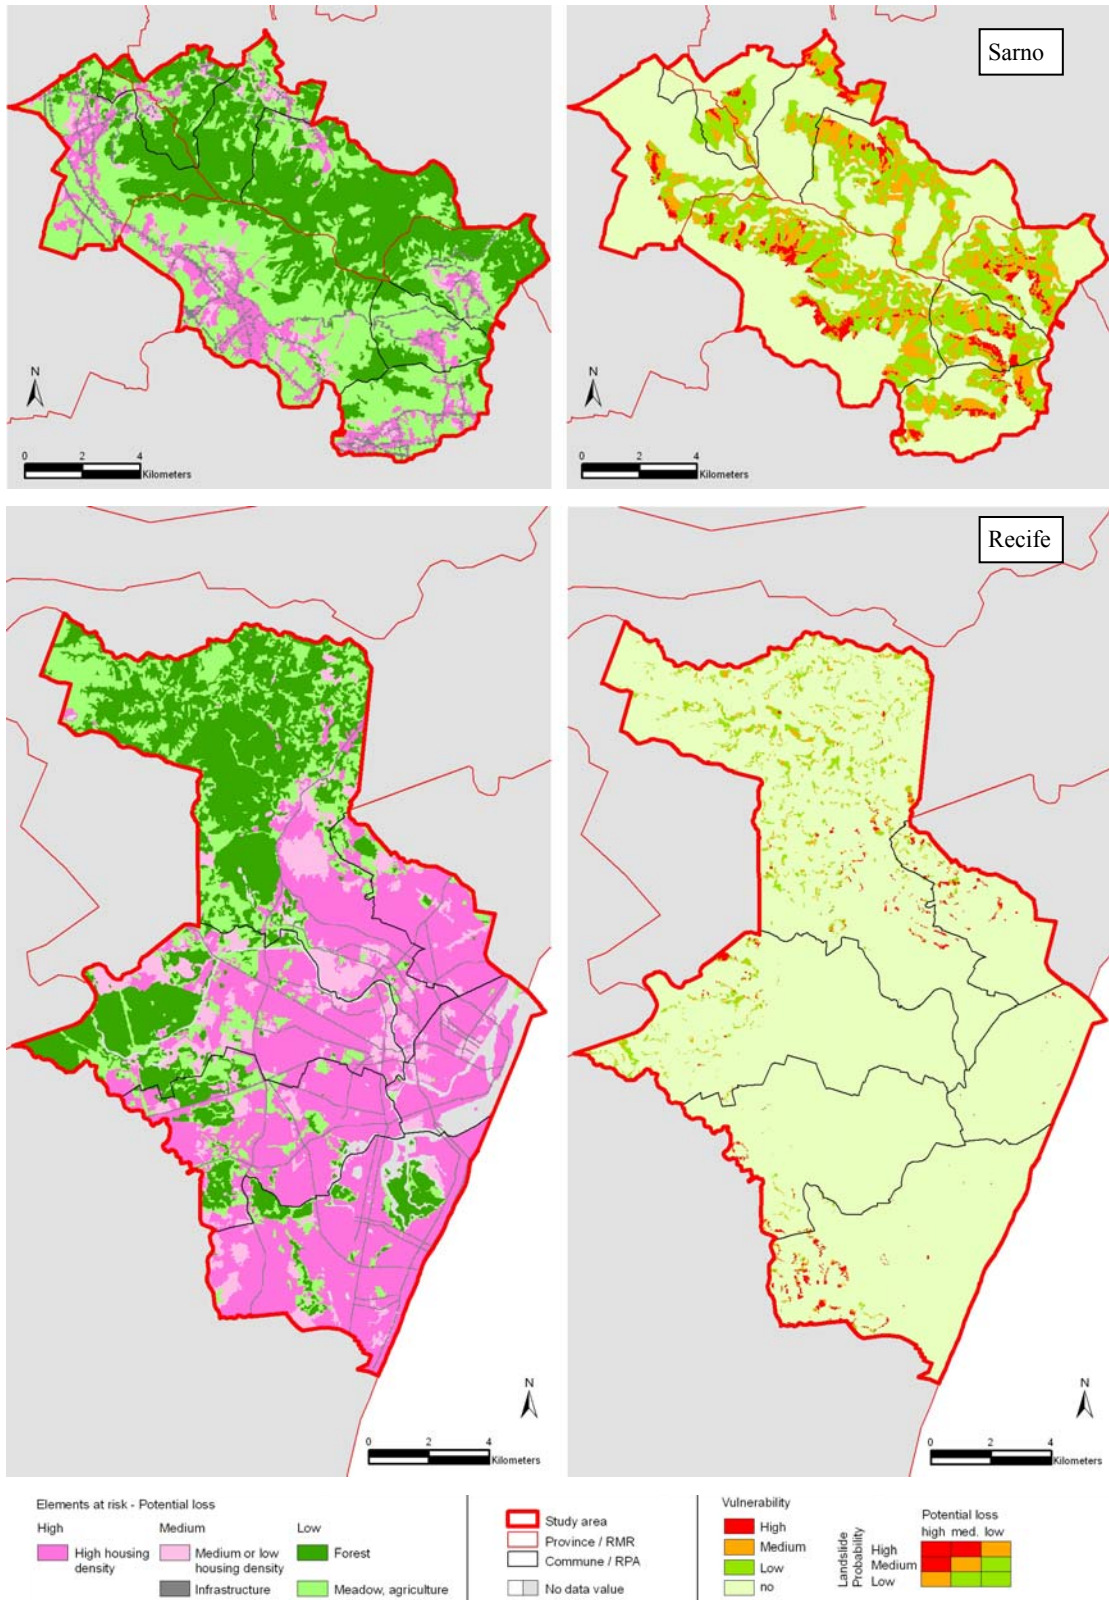 Sarno
N
0 2 4
Kilometers
N
0 2 4
Kilometers
Recife
N
0 2 4
Kilometers
N
0 2 4
Kilometers
Elements at risk - Potential loss
High Medium Low
High housing density
Medium or low housing density
Forest
Infrastructure
Meadow, agriculture
Study area
Province / RMR
Commune / RPA
No data value
Vulnerability
High
Medium
Low
no
Potential loss
high med. low
Landslide Probability
High
Medium
Low